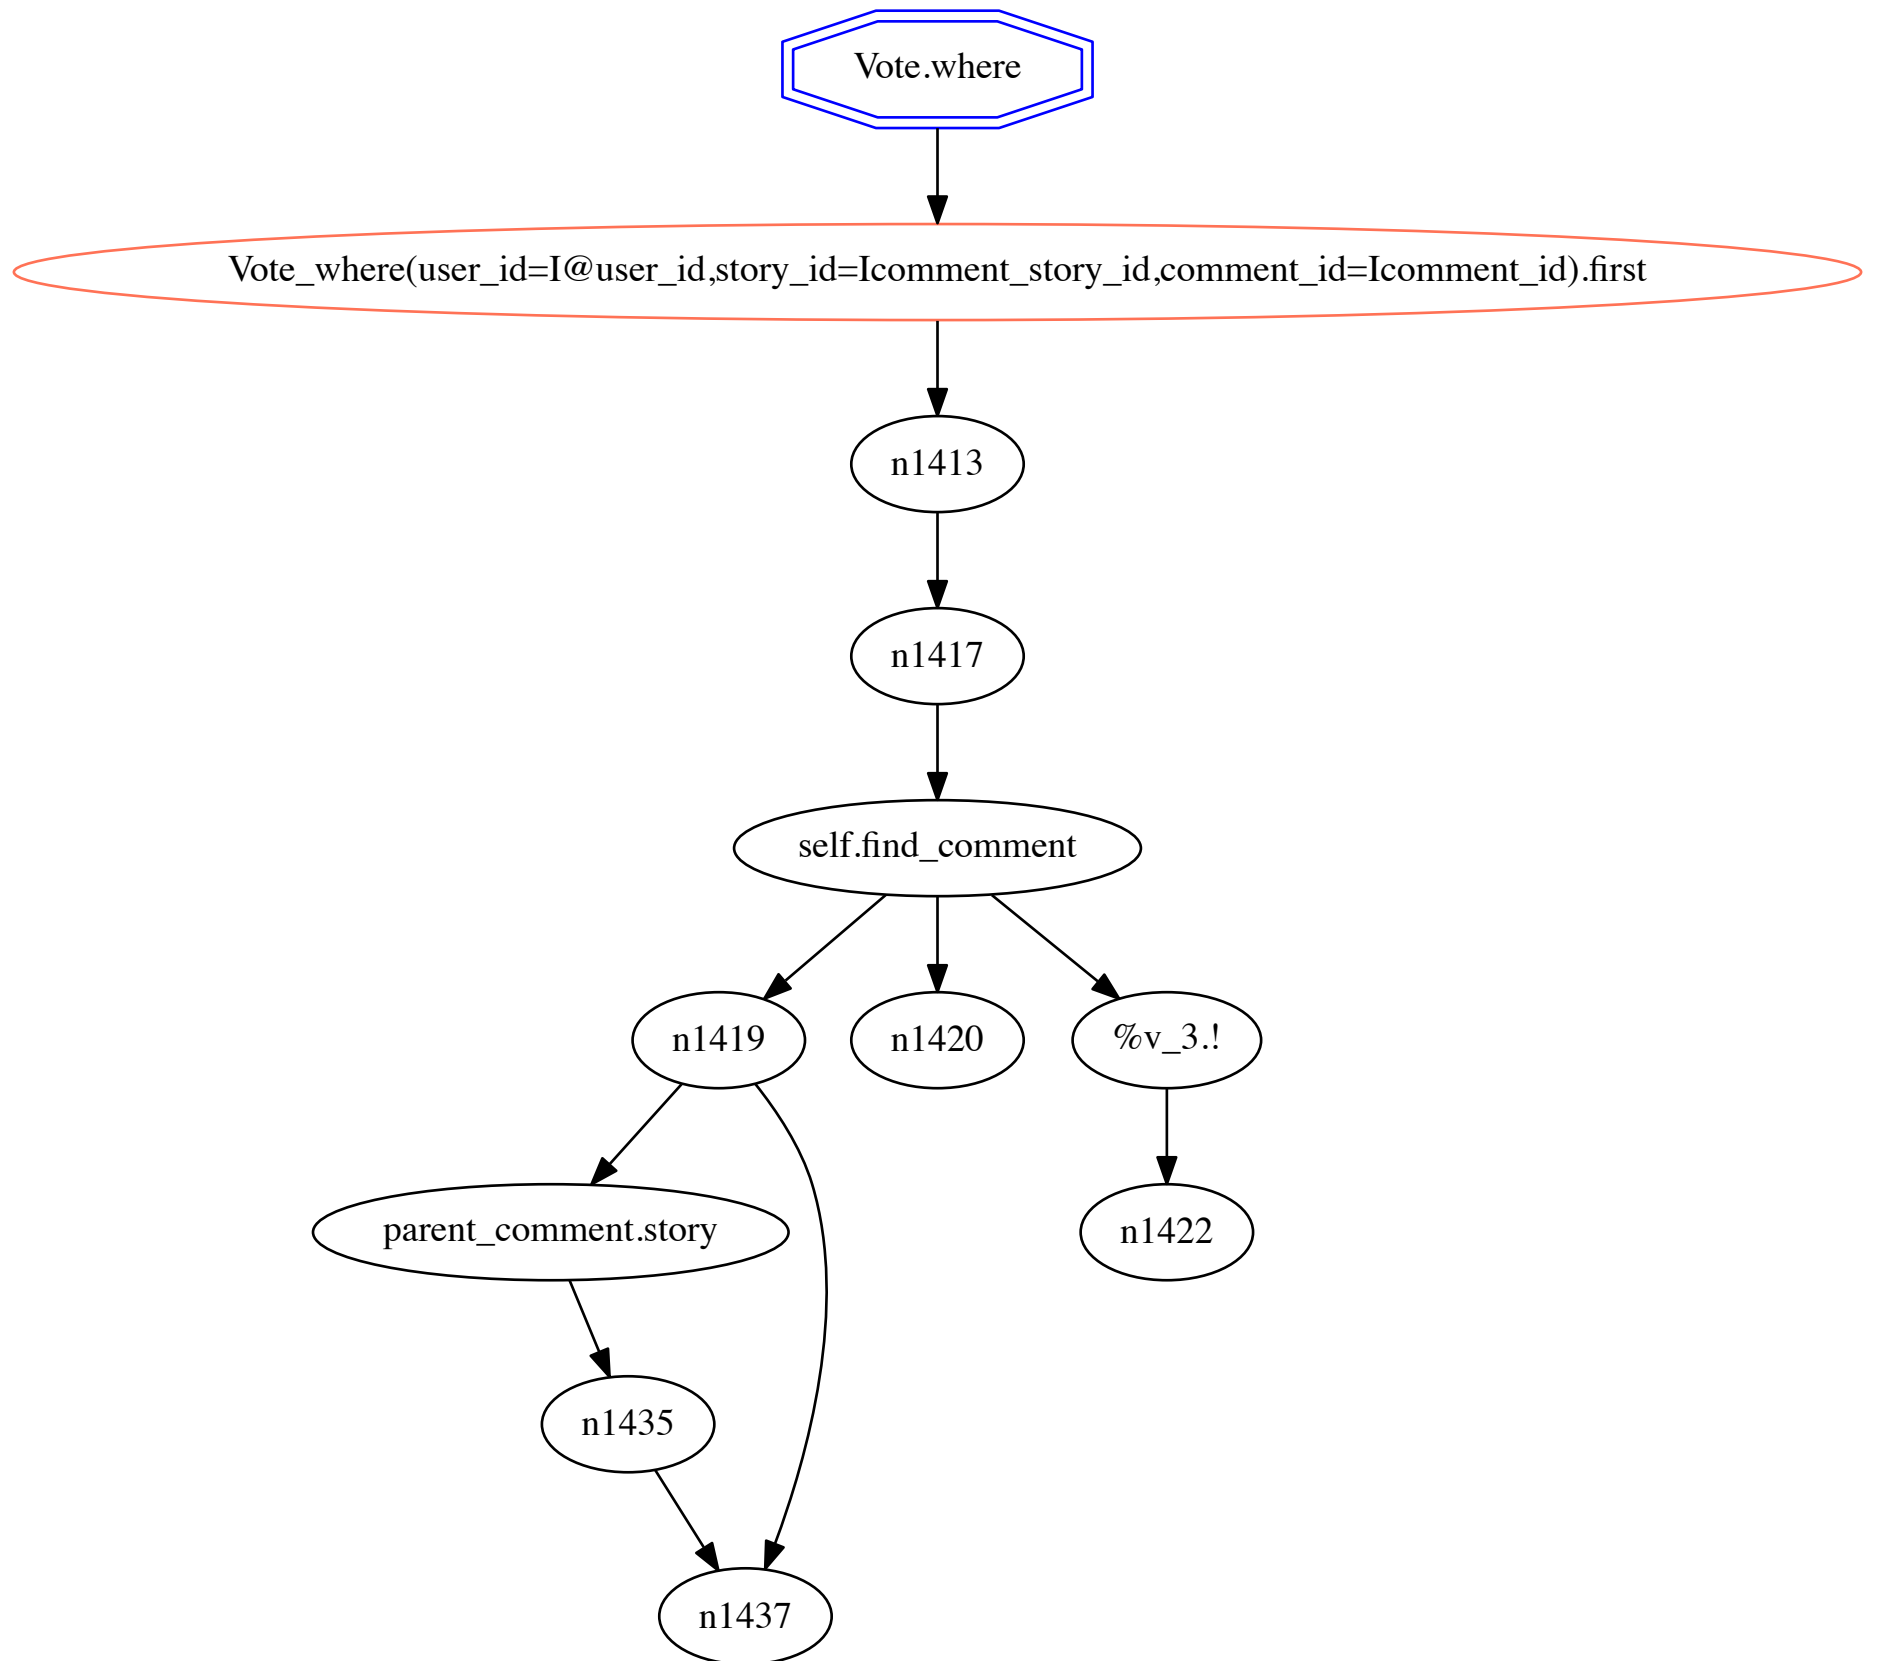 Vote.where
Vote_where(user_id=I@user_id,story_id=Icomment_story_id,comment_id=Icomment_id).first
n1413
n1417
self.find_comment
n1419
n1420
%v_3.!
parent_comment.story
n1422
n1435
n1437